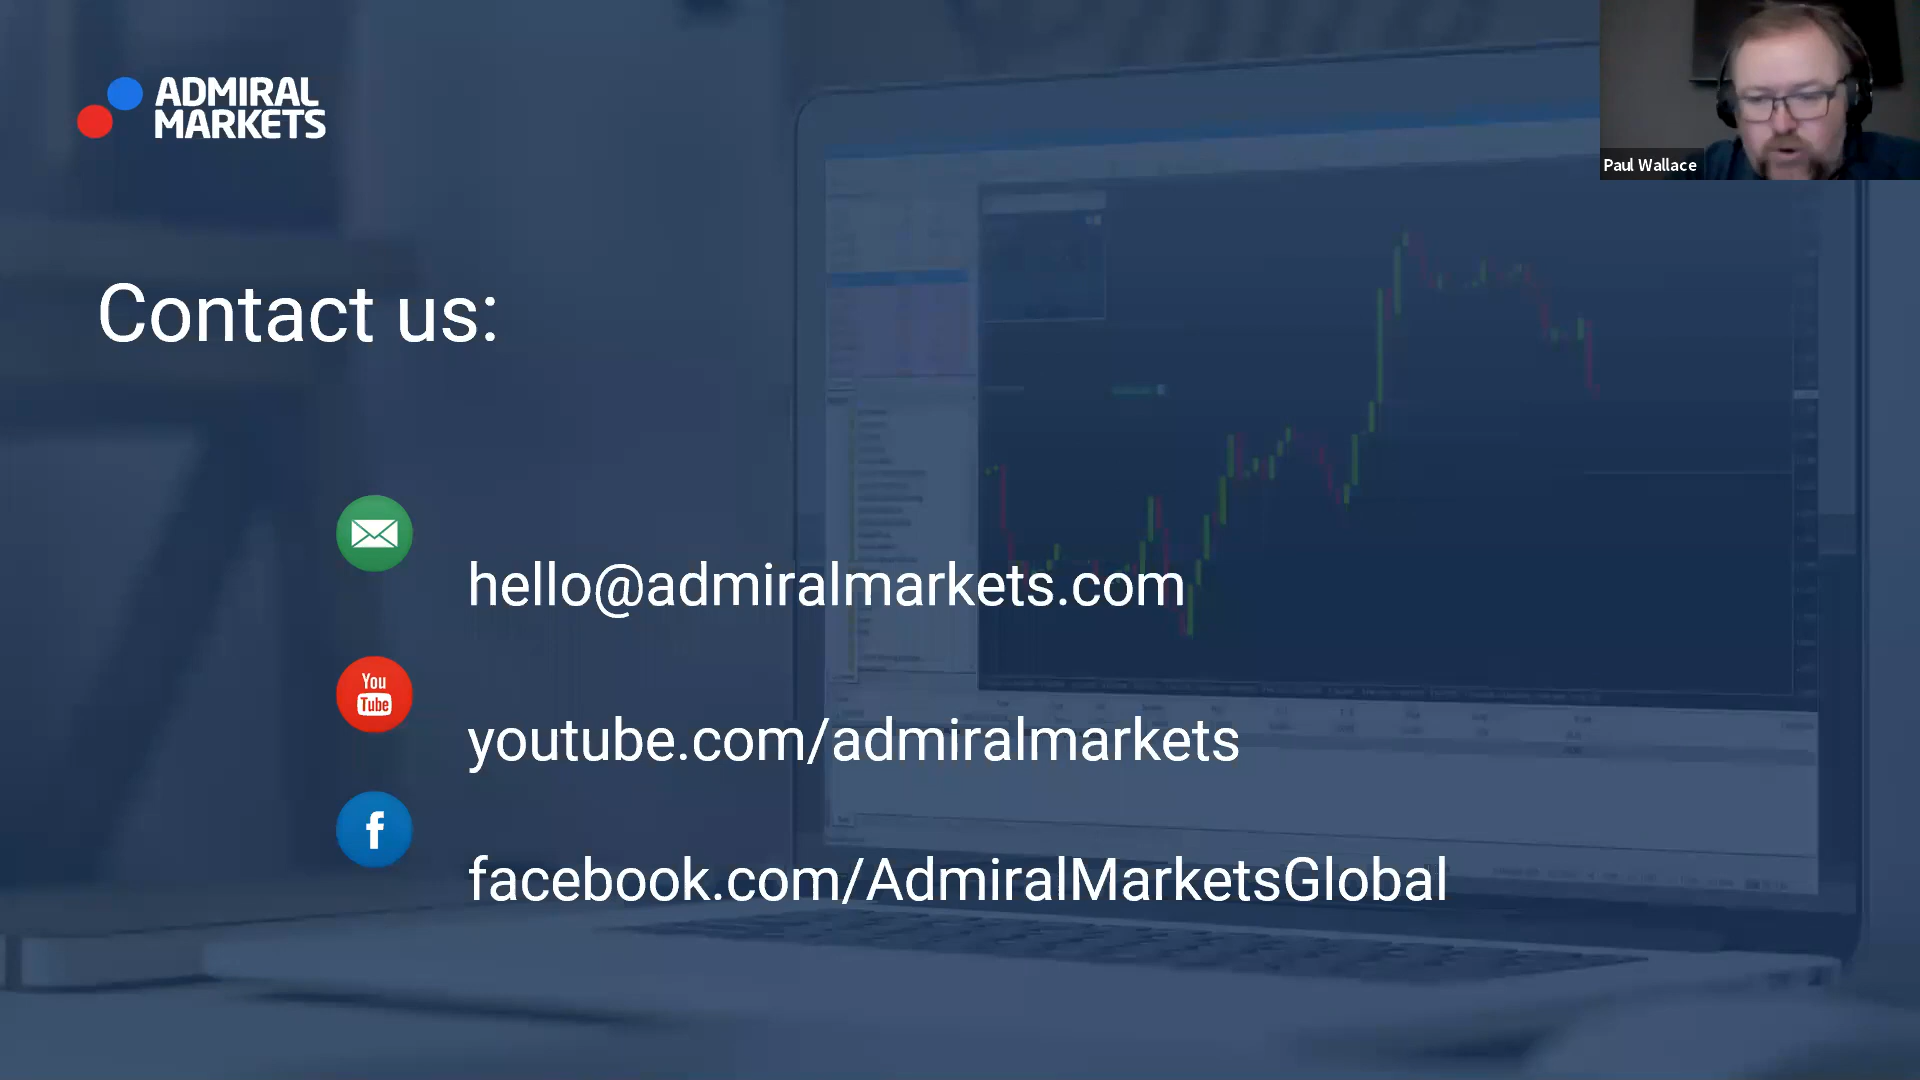 ADMIRAL
MARKETS
Paul Wallace
Contact us:
hello@admiralmarkets.com
You
Tube
youtube.com/admiralmarkets
f
facebook.com/AdmiralMarketsGlobal